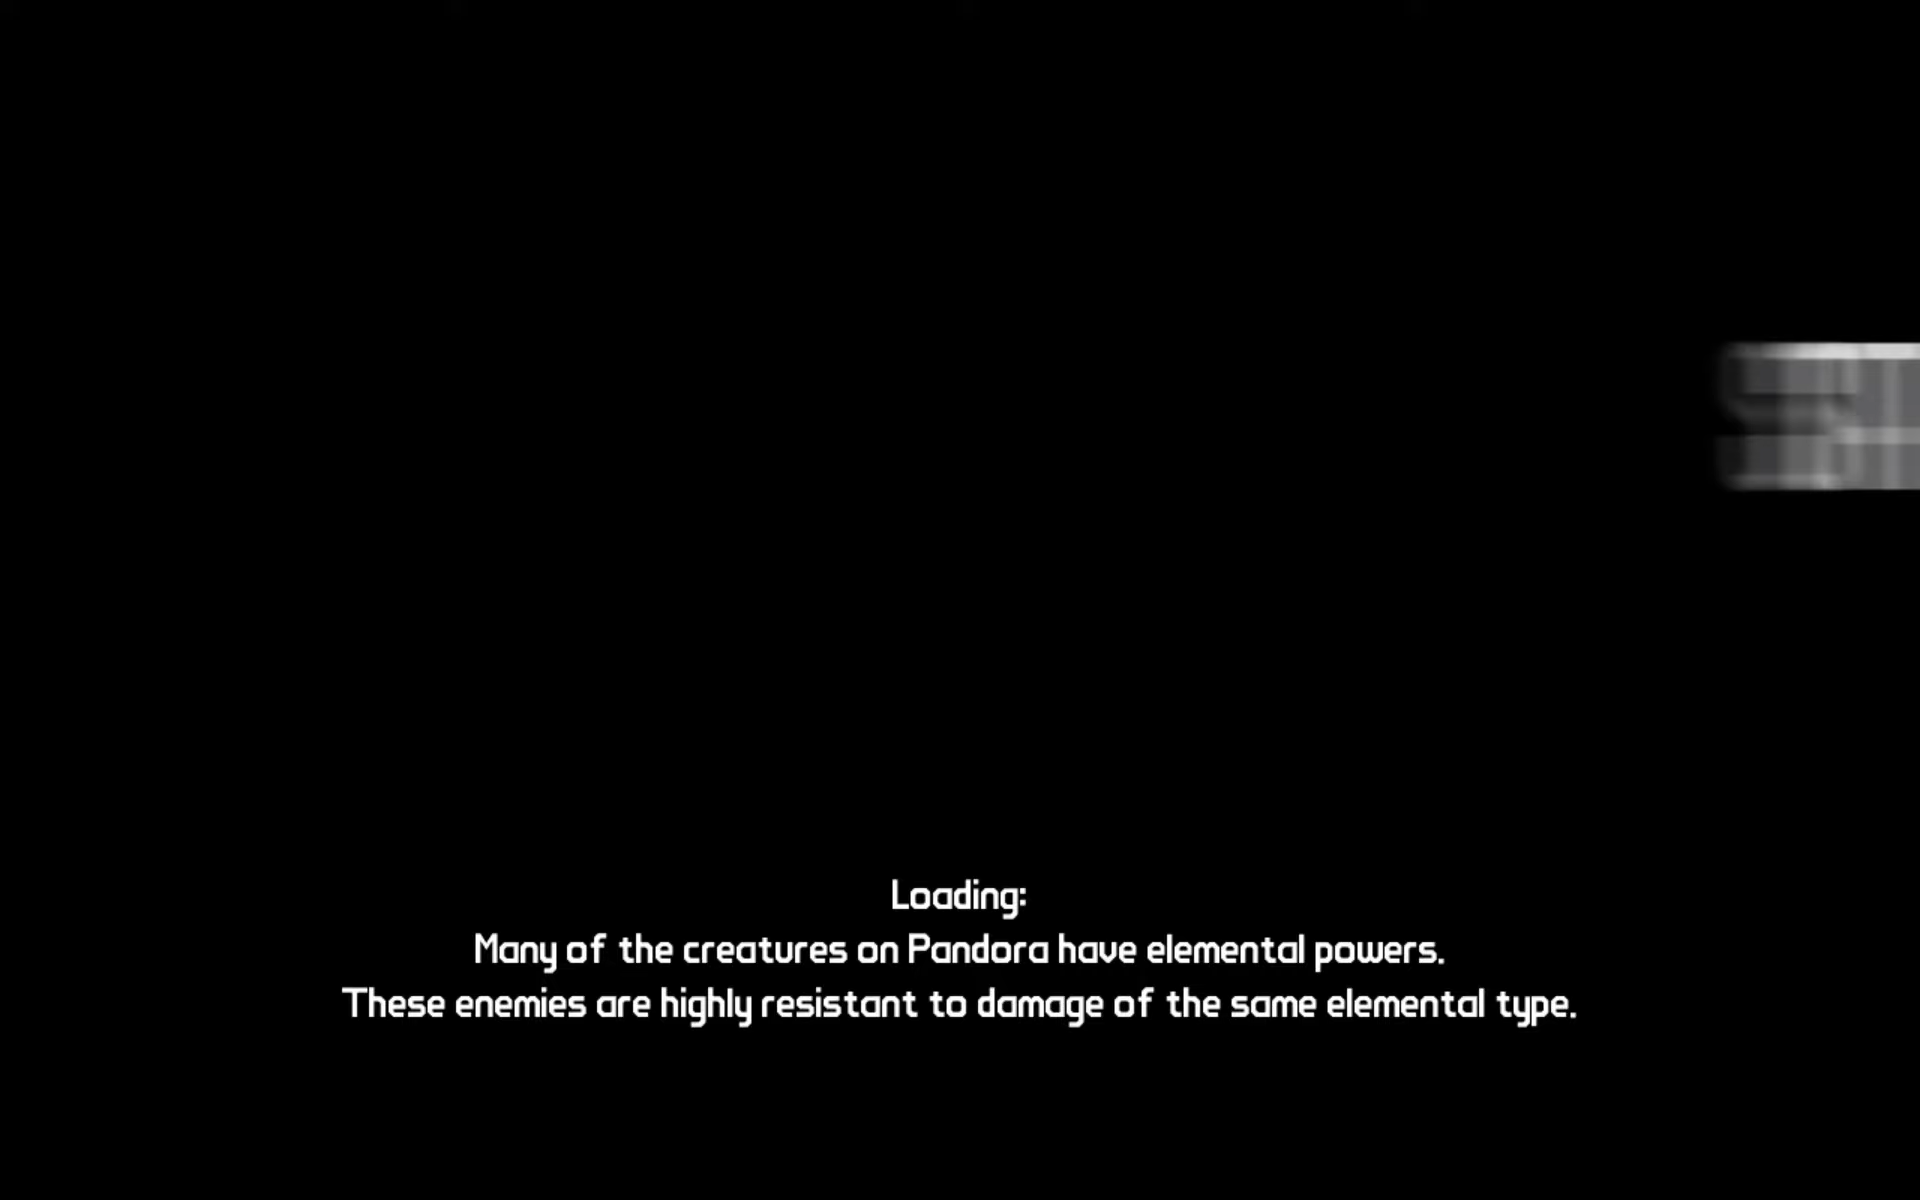 Loading:
Many of the creatures on Pandora have elemental powers.
These enemies are highly resistant to damage of the same elemental type.